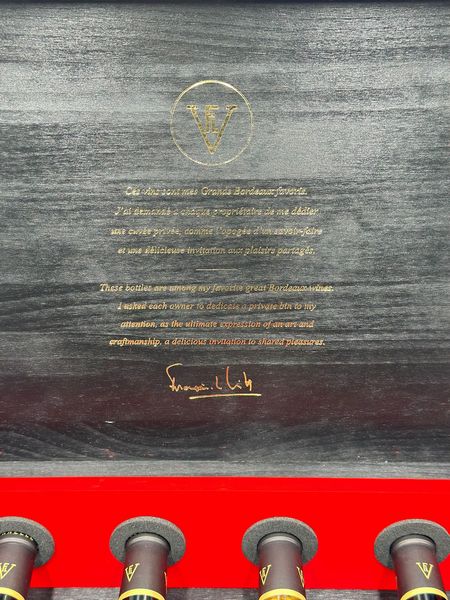 Ces vins sont mes Grands Bordeaux favoris.
J'ai demandé à chaque propriétaire de me dédier
une cuvée privée, comme l'apogée d'un savoir-faire
et une délicieuse invitation aux plaisirs partagés.
These bottles are among my favorite great Bordeaux wines.
I asked each owner to dedicate a private bin to my
attention, as the ultimate expression of an art and
craftmanship, a delicious invitation to shared pleasures.